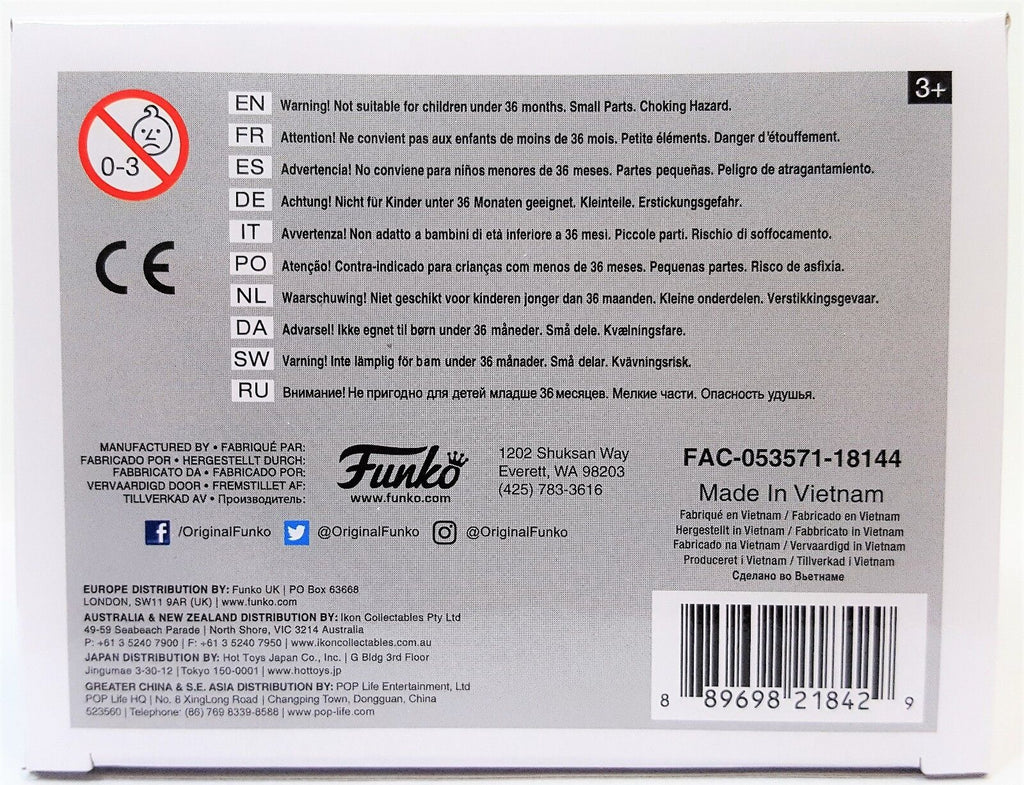 3+
0-3
EN Warning! Not suitable for children under 36 months. Small Parts. Choking Hazard.
FR Attention! Ne convient pas aux enfants de moins de 36 mois. Petite éléments. Danger d'étouffement.
ES Advertencia! No conviene para niños menores de 36 meses. Partes pequeñas. Peligro de atragantamiento.
DE Achtung! Nicht für Kinder unter 36 Monaten geeignet. Kleinteile. Erstickungsgefahr.
IT Avvertenza! Non adatto a bambini di età inferiore a 36 mesi. Piccole parti. Rischio di soffocamento.
PO Atenção! Contra-indicado para crianças com menos de 36 meses. Pequenas partes. Risco de asfixia.
NL Waarschuwing! Niet geschikt voor kinderen jonger dan 36 maanden. Kleine onderdelen. Verstikkingsgevaar.
DA Advarsel! Ikke egnet til børn under 36 måneder. Små dele. Kvælningsfare.
SW Varning! Inte lämplig för bam under 36 månader. Små delar. Kvävningsrisk.
RU Внимание! Не пригодно для детей младше 36 месяцев. Мелкие части. Опасность удушья.
CE
MANUFACTURED BY • FABRIQUÉ PAR:
FABRICADO POR • HERGESTELLT DURCH:
FABBRICATO DA • FABRICADO POR:
VERVAARDIGD DOOR • FREMSTILLET AF:
TILLVERKAD AV • Производитель:
Funko
www.funko.com
1202 Shuksan Way
Everett, WA 98203
(425) 783-3616
/OriginalFunko @OriginalFunko @OriginalFunko
FAC-053571-18144
Made In Vietnam
Fabriqué en Vietnam / Fabricado en Vietnam
Hergestellt in Vietnam / Fabbricato in Vietnam
Fabricado na Vietnam / Vervaardigd in Vietnam
Produceret i Vietnam / Tillverkad i Vietnam
Сделано во Вьетнаме
EUROPE DISTRIBUTION BY: Funko UK | PO Box 63668
LONDON, SW11 9AR (UK) | www.funko.com
AUSTRALIA & NEW ZEALAND DISTRIBUTION BY: Ikon Collectables Pty Ltd
49-59 Seabeach Parade | North Shore, VIC 3214 Australia
P: +61 3 5240 7900 | F: +61 3 5240 7950 | www.ikoncollectables.com.au
JAPAN DISTRIBUTION BY: Hot Toys Japan Co., Inc. | G Bldg 3rd Floor
Jingumae 3-30-12 | Tokyo 150-0001 | www.hottoys.jp
GREATER CHINA & S.E. ASIA DISTRIBUTION BY: POP Life Entertainment, Ltd
POP Life HQ | No. 8 XingLong Road | Changping Town, Dongguan, China
523560 | Telephone: (86) 769 8339-8588 | www.pop-life.com
8 89698 21842 9